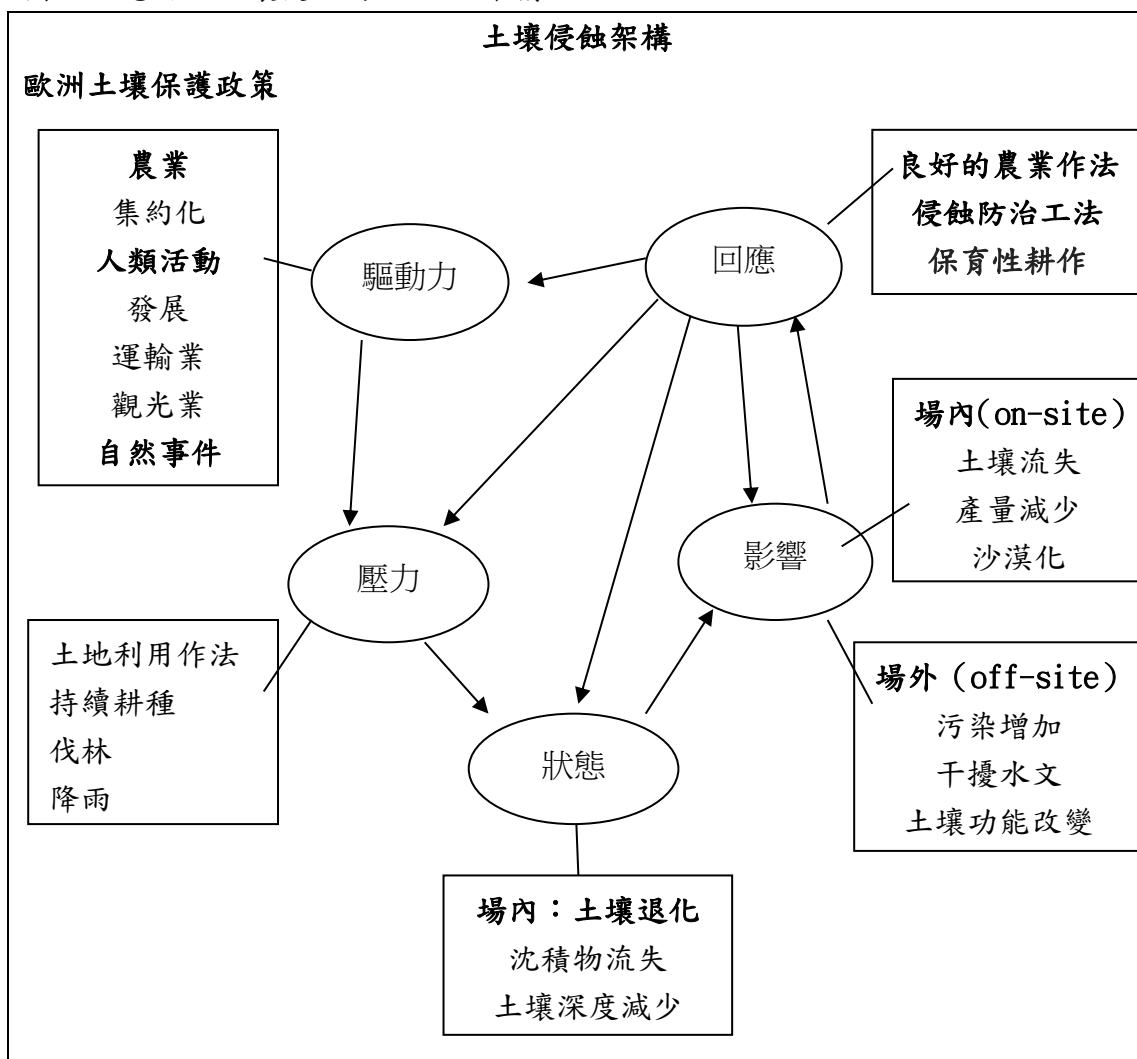 土壤侵蝕架構
歐洲土壤保護政策
農業
集約化
人類活動
發展
運輸業
觀光業
自然事件
驅動力
回應
良好的農業作法
侵蝕防治工法
保育性耕作
場內(on-site)
土壤流失
產量減少
沙漠化
壓力
影響
土地利用作法
持續耕種
伐林
降雨
場外（off-site）
污染增加
干擾水文
土壤功能改變
狀態
場內：土壤退化
沈積物流失
土壤深度減少